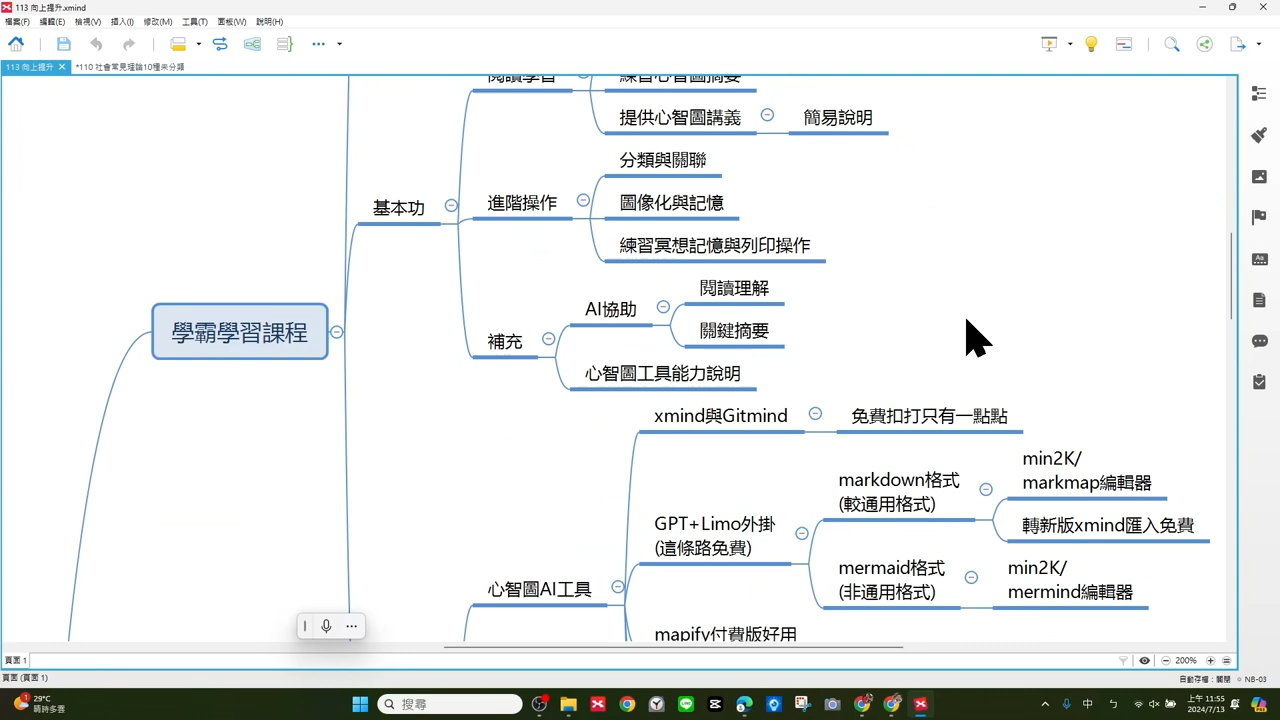 113 向上提升.xmind
檔案(F) 編輯(E) 檢視(V) 插入(I) 修改(M) 工具(T) 面板(W) 說明(H)
113 向上提升 *110 社會常見理論10種未分類
閱讀學習
練習心智圖摘要
提供心智圖講義
簡易說明
基本功
進階操作
分類與關聯
圖像化與記憶
練習冥想記憶與列印操作
學霸學習課程
補充
AI協助
閱讀理解
關鍵摘要
心智圖工具能力說明
心智圖AI工具
xmind與Gitmind
免費扣打只有一點點
GPT+Limo外掛
(這條路免費)
markdown格式
(較通用格式)
min2K/
markmap編輯器
轉新版xmind匯入免費
mermaid格式
(非通用格式)
min2K/
mermind編輯器
mapify付費版好用
頁面 1
200%
頁面 (頁面 1)
自動存檔：關閉 NB-03
29°C
晴時多雲
搜尋
中
上午 11:55
2024/7/13